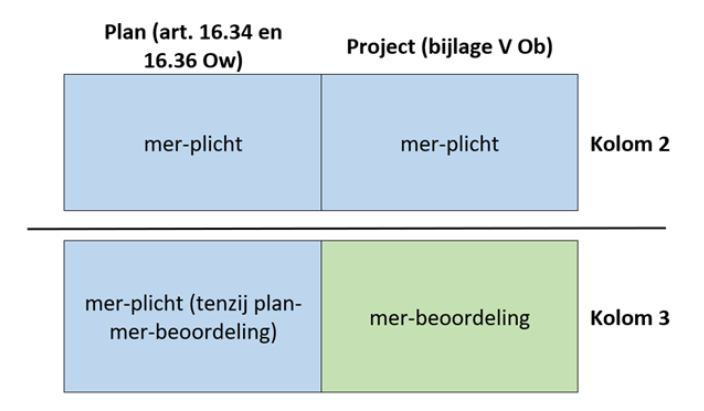 Plan (art. 16.34 en
16.36 Ow)
Project (bijlage V Ob)
mer-plicht
mer-plicht
Kolom 2
mer-plicht (tenzij plan-
mer-beoordeling)
mer-beoordeling
Kolom 3